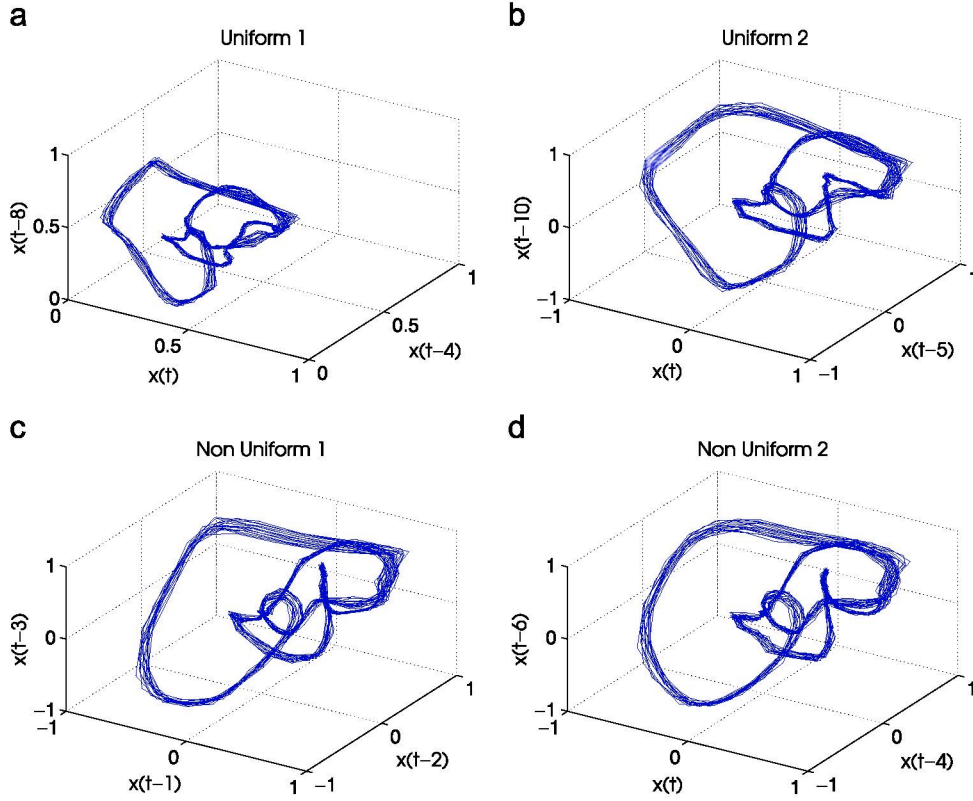 a
Uniform 1
1
0.5
0
x(t−8)
0
0.5
1
x(t)
0
0.5
1
x(t−4)
b
Uniform 2
1
0
−1
x(t−10)
−1
0
1
x(t)
−1
0
1
x(t−5)
c
Non Uniform 1
1
0
−1
x(t−3)
−1
0
1
x(t−1)
−1
0
1
x(t−2)
d
Non Uniform 2
1
0
−1
x(t−6)
−1
0
1
x(t)
−1
0
1
x(t−4)